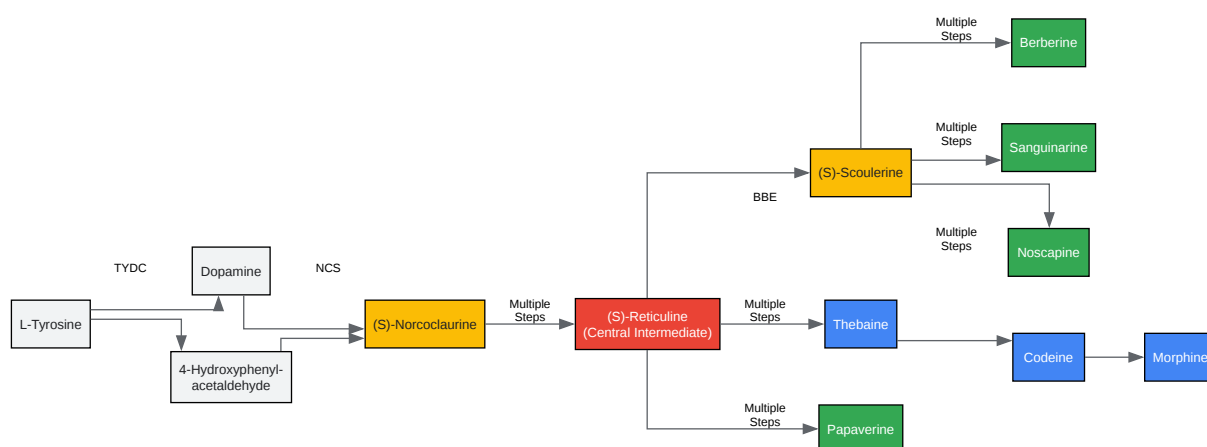 Multiple
Steps
Berberine
Multiple
Steps
Sanguinarine
(S)-Scoulerine
BBE
Multiple
Steps
Noscapine
TYDC
Dopamine
NCS
L-Tyrosine
(S)-Norcoclaurine
Multiple
Steps
(S)-Reticuline
(Central Intermediate)
Multiple
Steps
Thebaine
4-Hydroxyphenyl-
acetaldehyde
Codeine
Morphine
Multiple
Steps
Papaverine